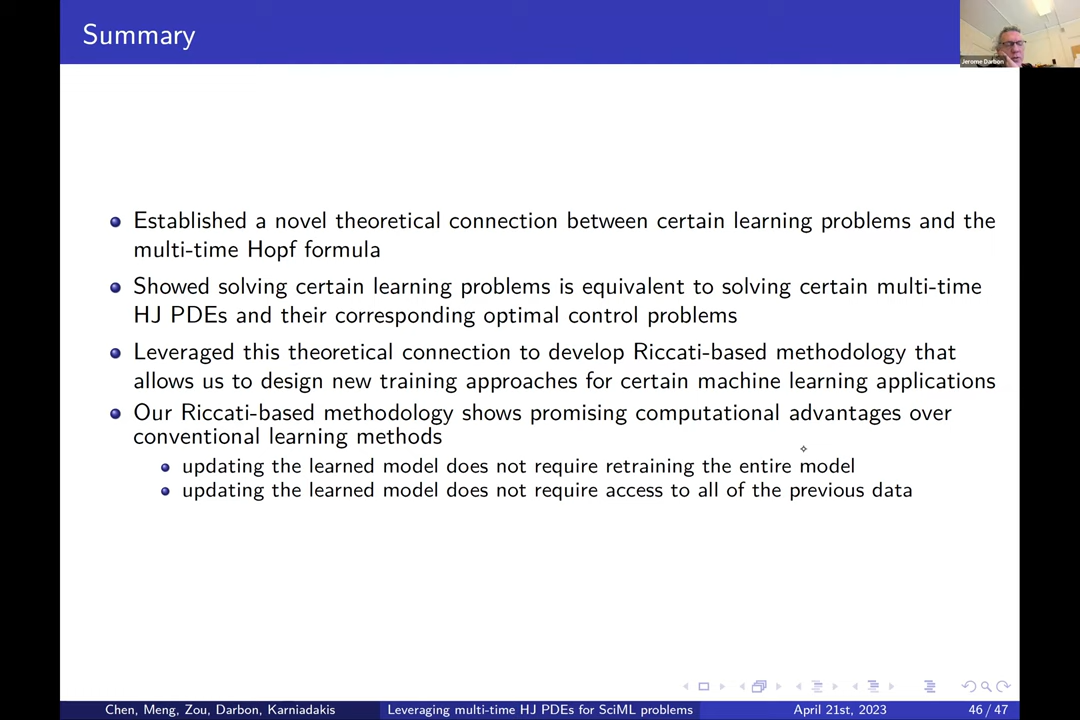 Summary
Jerome Darbon
Established a novel theoretical connection between certain learning problems and the
multi-time Hopf formula
Showed solving certain learning problems is equivalent to solving certain multi-time
HJ PDEs and their corresponding optimal control problems
Leveraged this theoretical connection to develop Riccati-based methodology that
allows us to design new training approaches for certain machine learning applications
Our Riccati-based methodology shows promising computational advantages over
conventional learning methods
updating the learned model does not require retraining the entire model
updating the learned model does not require access to all of the previous data
Chen, Meng, Zou, Darbon, Karniadakis
Leveraging multi-time HJ PDEs for SciML problems
April 21st, 2023
46 / 47